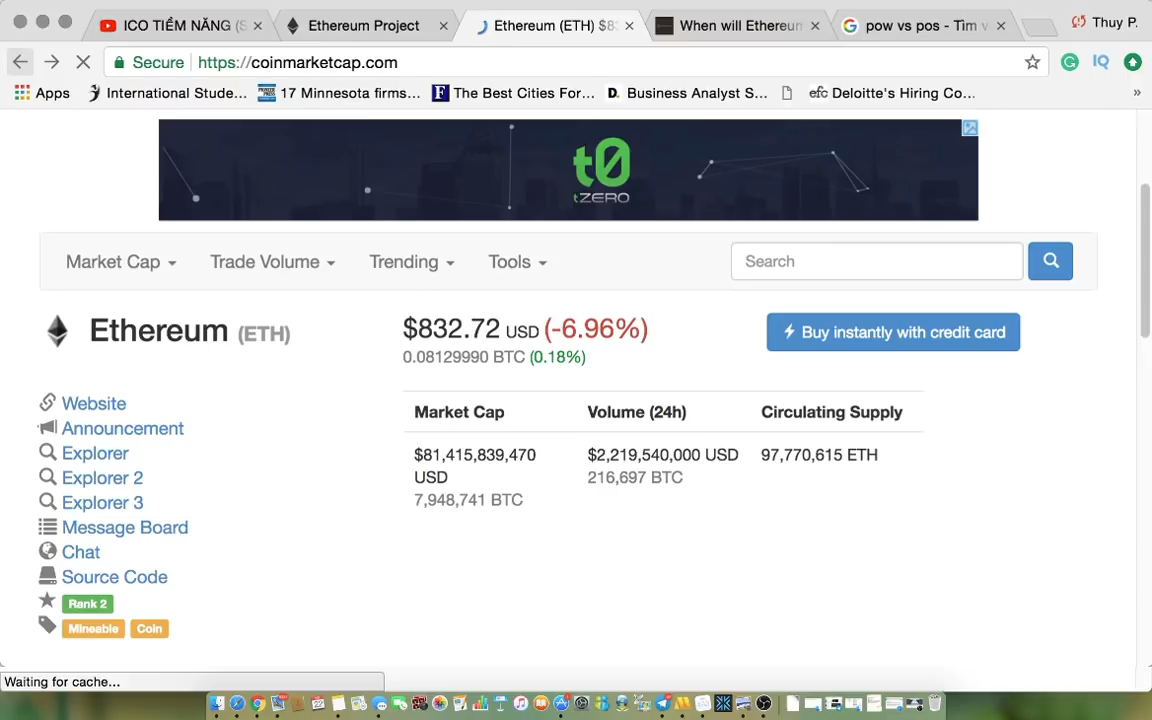 ICO TIỀM NĂNG (S
Ethereum Project
Ethereum (ETH) $83
When will Ethereum
pow vs pos - Tìm v
Thuy P.
Secure
https://coinmarketcap.com
IQ
Apps
International Stude...
17 Minnesota firms...
F The Best Cities For...
D. Business Analyst S...
efc Deloitte's Hiring Co...
»
t0
tZERO
Market Cap
Trade Volume
Trending
Tools
Search
Ethereum (ETH)
$832.72 USD (-6.96%)
0.08129990 BTC (0.18%)
Buy instantly with credit card
Website
Announcement
Explorer
Explorer 2
Explorer 3
Message Board
Chat
Source Code
Rank 2
Mineable Coin
Market Cap
Volume (24h)
Circulating Supply
$81,415,839,470
USD
7,948,741 BTC
$2,219,540,000 USD
216,697 BTC
97,770,615 ETH
Waiting for cache...